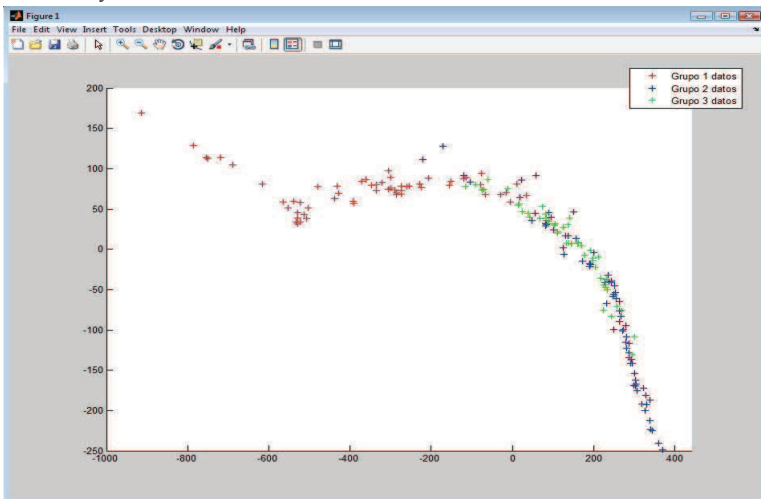 Figure 1
File Edit View Insert Tools Desktop Window Help
Grupo 1 datos
Grupo 2 datos
Grupo 3 datos
200
150
100
50
0
-50
-100
-150
-200
-250
-1000 -800 -600 -400 -200 0 200 400